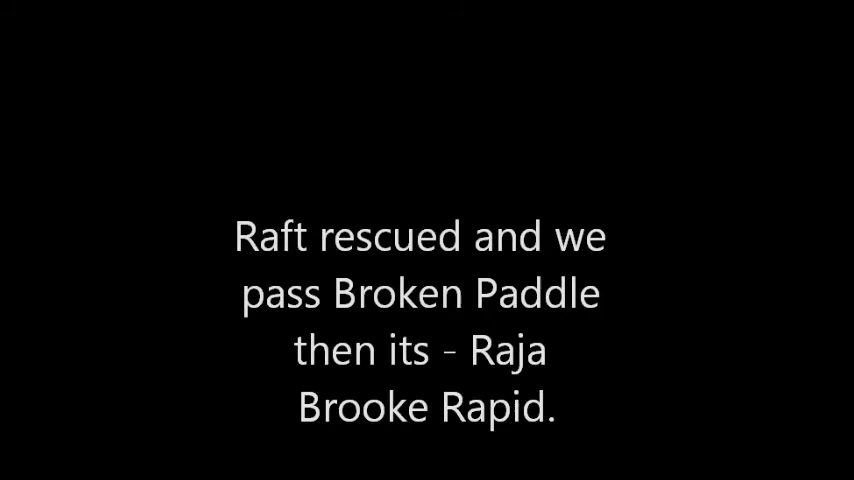 Raft rescued and we
pass Broken Paddle
then its - Raja
Brooke Rapid.